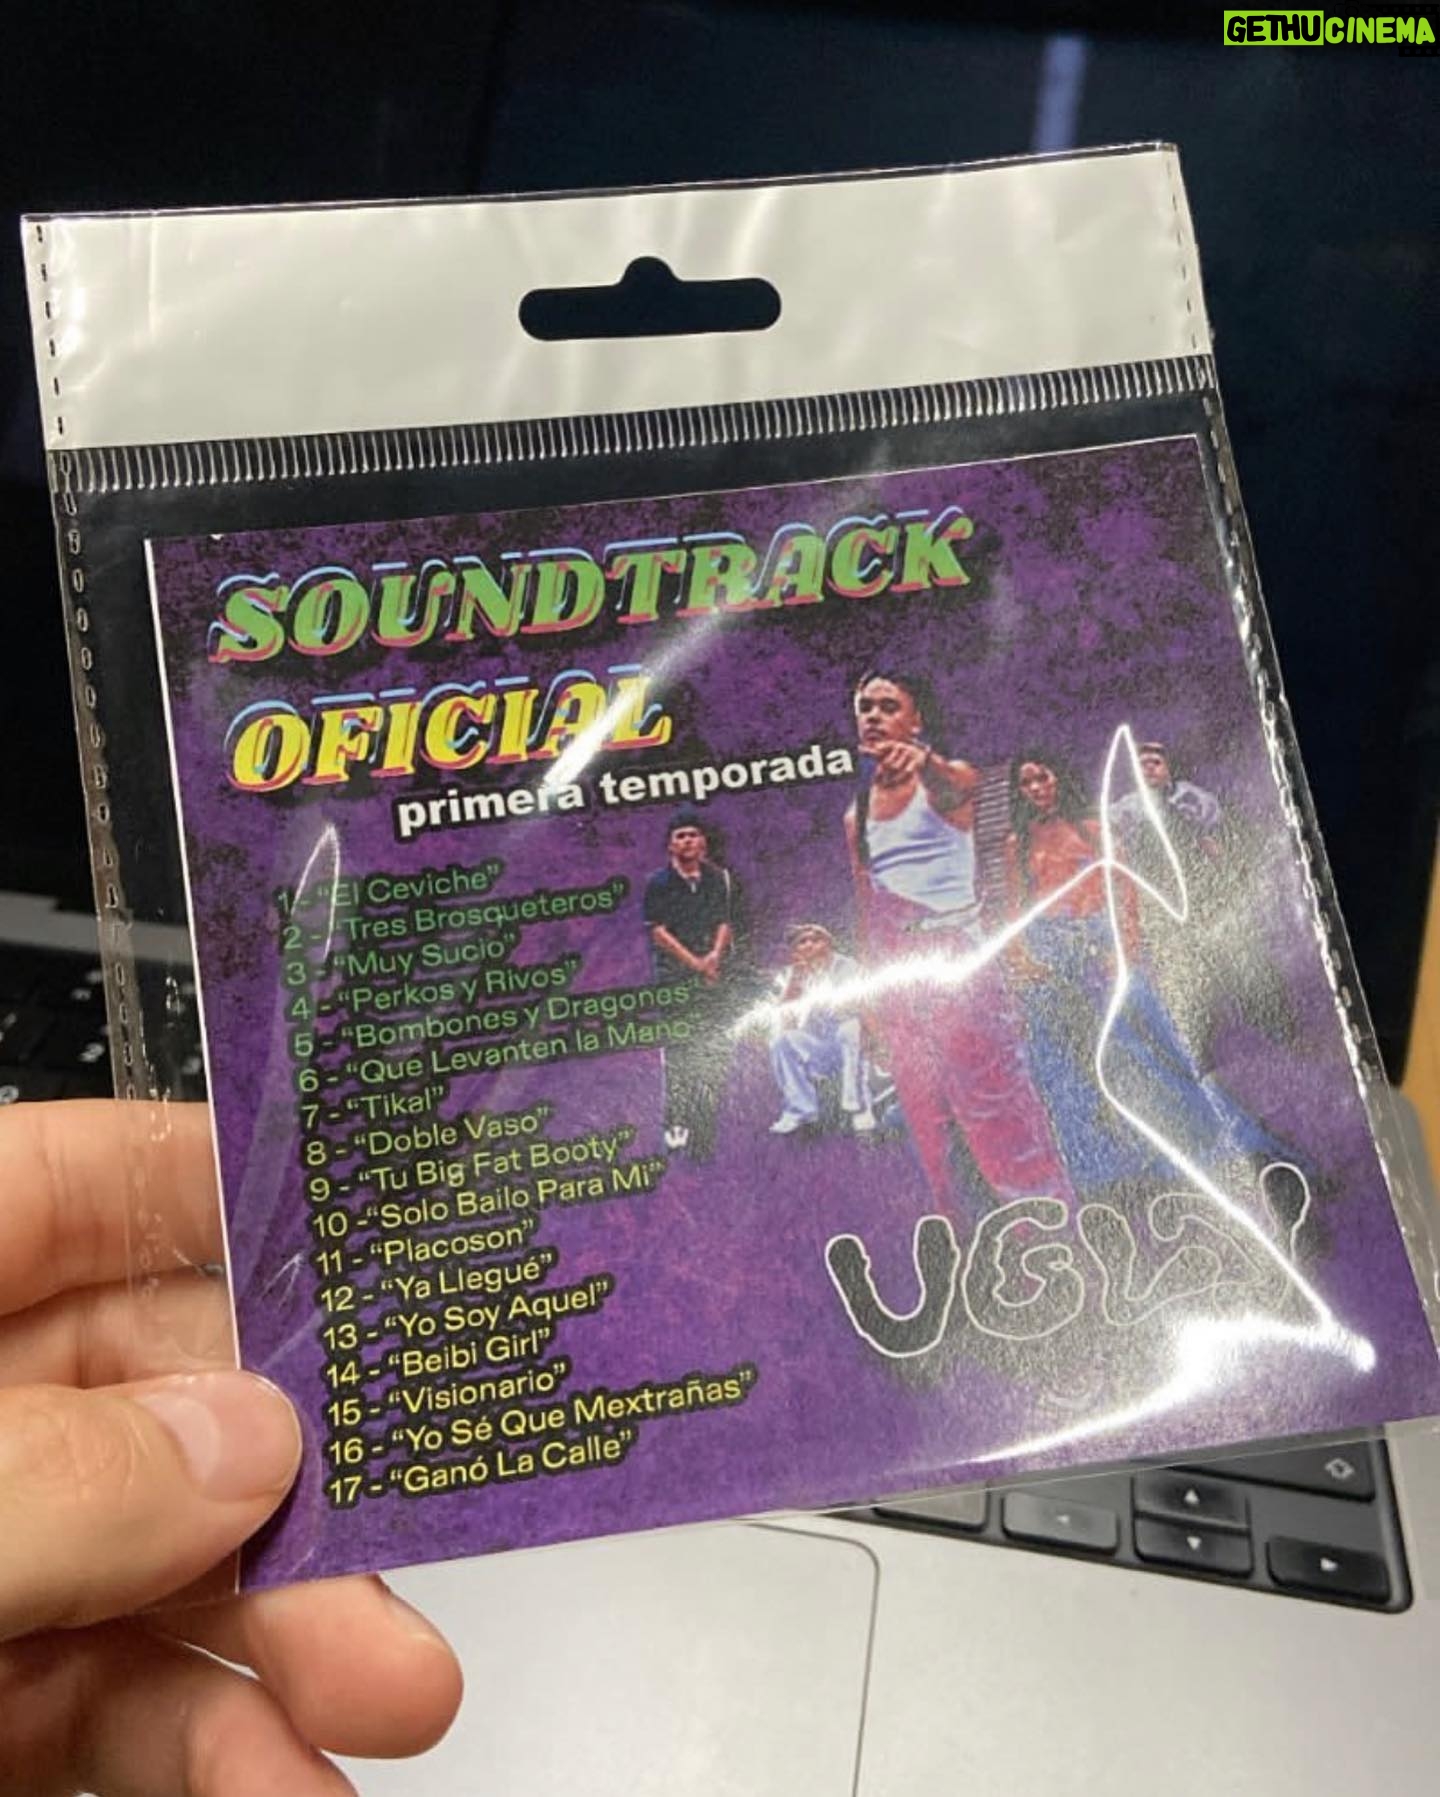 GETHUCINEMA
SOUNDTRACK
OFICIAL
primera temporada
1 - "El Ceviche"
2 - "Tres Brosqueteros"
3 - "Muy Sucio"
4 - "Perkos y Rivos"
5 - "Bombones y Dragones"
6 - "Que Levanten la Mano"
7 - "Tikal"
8 - "Doble Vaso"
9 - "Tu Big Fat Booty"
10 - "Solo Bailo Para Mi"
11 - "Placoson"
12 - "Ya Llegué"
13 - "Yo Soy Aquel"
14 - "Beibi Girl"
15 - "Visionario"
16 - "Yo Sé Que Mextrañas"
17 - "Ganó La Calle"